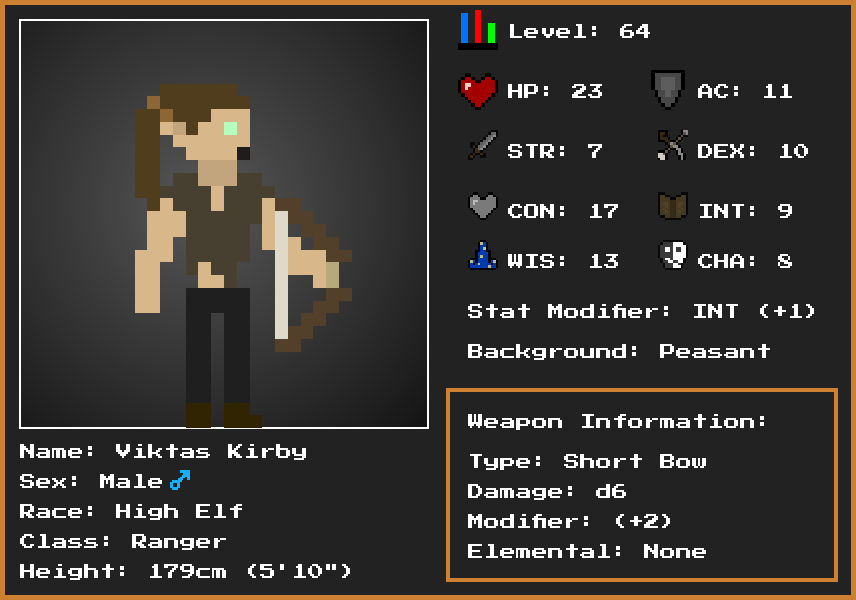 Level: 64
HP: 23
AC: 11
STR: 7
DEX: 10
CON: 17
INT: 9
WIS: 13
CHA: 8
Stat Modifier: INT (+1)
Background: Peasant
Weapon Information:
Type: Short Bow
Damage: d6
Modifier: (+2)
Elemental: None
Name: Viktas Kirby
Sex: Male♂
Race: High Elf
Class: Ranger
Height: 179cm (5'10")